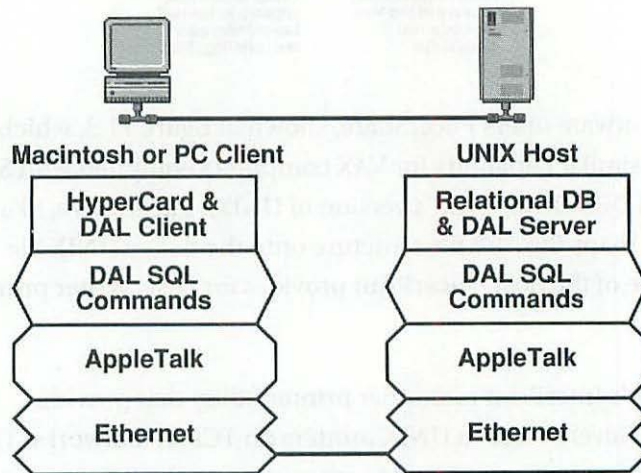 Macintosh or PC Client
UNIX Host
HyperCard &
DAL Client
Relational DB
& DAL Server
DAL SQL
Commands
DAL SQL
Commands
AppleTalk
AppleTalk
Ethernet
Ethernet